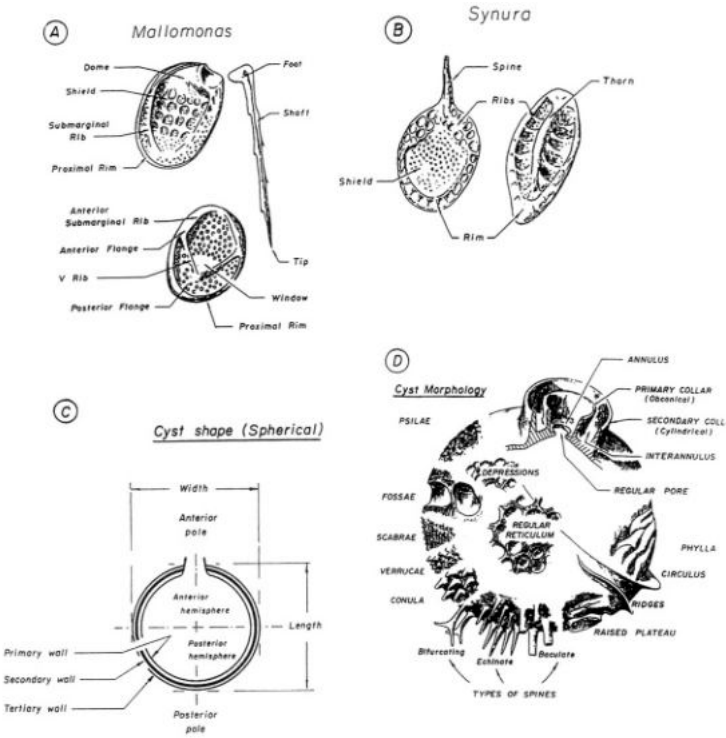 A
Mallomonas
Dome
Shield
Submarginal
Rib
Proximal Rim
Foot
Shaft
Tip
Anterior
Submarginal Rib
Anterior Flange
V Rib
Posterior Flange
Window
Proximal Rim
B
Synura
Spine
Ribs
Thorn
Shield
Rim
C
Cyst shape (Spherical)
Width
Anterior
pole
Anterior
hemisphere
Length
Posterior
hemisphere
Primary wall
Secondary wall
Tertiary wall
Posterior
pole
D
Cyst Morphology
ANNULUS
PRIMARY COLLAR
(Obconical)
SECONDARY COLL
(Cylindrical)
INTERANNULUS
REGULAR PORE
PSILAE
DEPRESSIONS
FOSSAE
REGULAR
RETICULUM
SCABRAE
VERRUCAE
CONULA
PHYLLA
CIRCULUS
RIDGES
RAISED PLATEAU
Bifurcating
Echinate
Baculate
TYPES OF SPINES